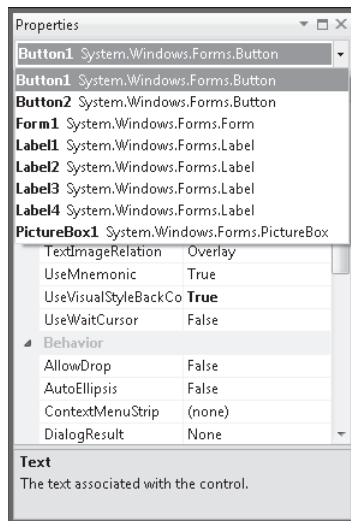 Properties
Button1 System.Windows.Forms.Button
Button1 System.Windows.Forms.Button
Button2 System.Windows.Forms.Button
Form1 System.Windows.Forms.Form
Label1 System.Windows.Forms.Label
Label2 System.Windows.Forms.Label
Label3 System.Windows.Forms.Label
Label4 System.Windows.Forms.Label
PictureBox1 System.Windows.Forms.PictureBox
TextImageRelation Overlay
UseMnemonic True
UseVisualStyleBackCo True
UseWaitCursor False
Behavior
AllowDrop False
AutoEllipsis False
ContextMenuStrip (none)
DialogResult None
Text
The text associated with the control.